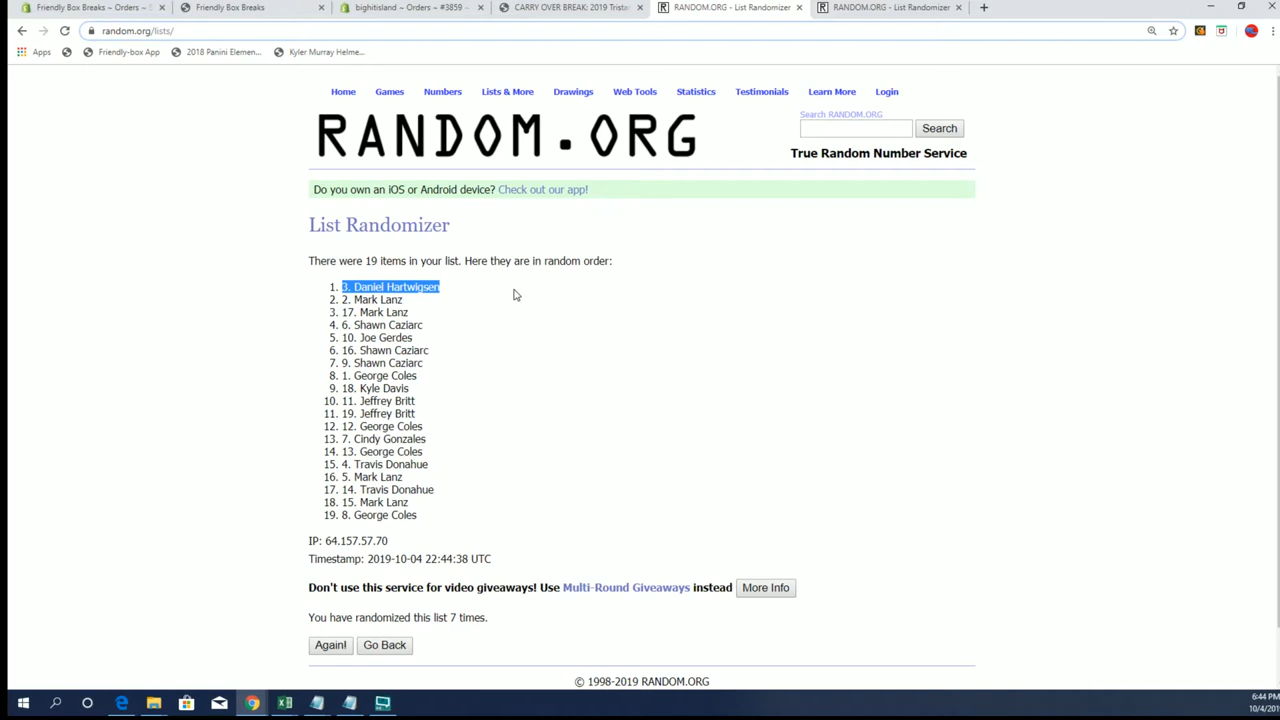 Friendly Box Breaks ~ Orders ~ S
Friendly Box Breaks
bighitisland ~ Orders ~ #3859 ~
CARRY OVER BREAK: 2019 Tristar
RANDOM.ORG - List Randomizer
RANDOM.ORG - List Randomizer
random.org/lists/
Apps
Friendly-box App
2018 Panini Elemen...
Kyler Murray Helme...
Home
Games
Numbers
Lists & More
Drawings
Web Tools
Statistics
Testimonials
Learn More
Login
RANDOM.ORG
Search RANDOM.ORG
Search
True Random Number Service
Do you own an iOS or Android device? Check out our app!
List Randomizer
There were 19 items in your list. Here they are in random order:
1. 3. Daniel Hartwigsen
2. 2. Mark Lanz
3. 17. Mark Lanz
4. 6. Shawn Caziarc
5. 10. Joe Gerdes
6. 16. Shawn Caziarc
7. 9. Shawn Caziarc
8. 1. George Coles
9. 18. Kyle Davis
10. 11. Jeffrey Britt
11. 19. Jeffrey Britt
12. 12. George Coles
13. 7. Cindy Gonzales
14. 13. George Coles
15. 4. Travis Donahue
16. 5. Mark Lanz
17. 14. Travis Donahue
18. 15. Mark Lanz
19. 8. George Coles
IP: 64.157.57.70
Timestamp: 2019-10-04 22:44:38 UTC
Don't use this service for video giveaways! Use Multi-Round Giveaways instead
More Info
You have randomized this list 7 times.
Again!
Go Back
© 1998-2019 RANDOM.ORG
6:44 PM
10/4/201